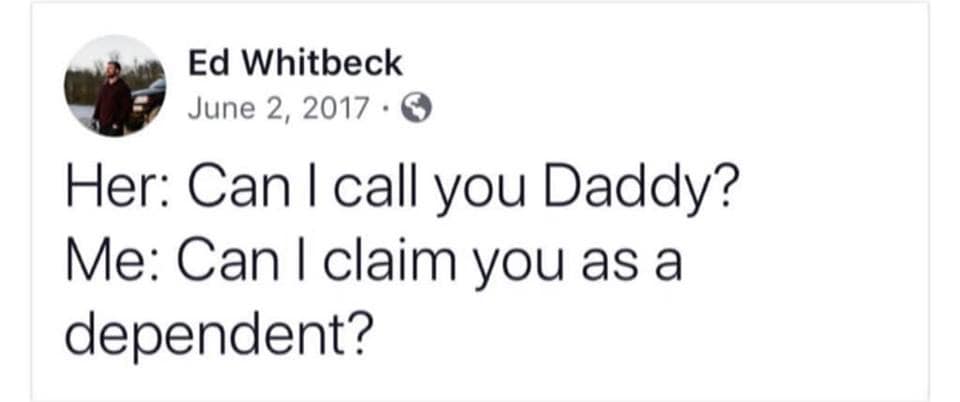 Ed Whitbeck
June 2, 2017 ·
Her: Can I call you Daddy?
Me: Can I claim you as a
dependent?